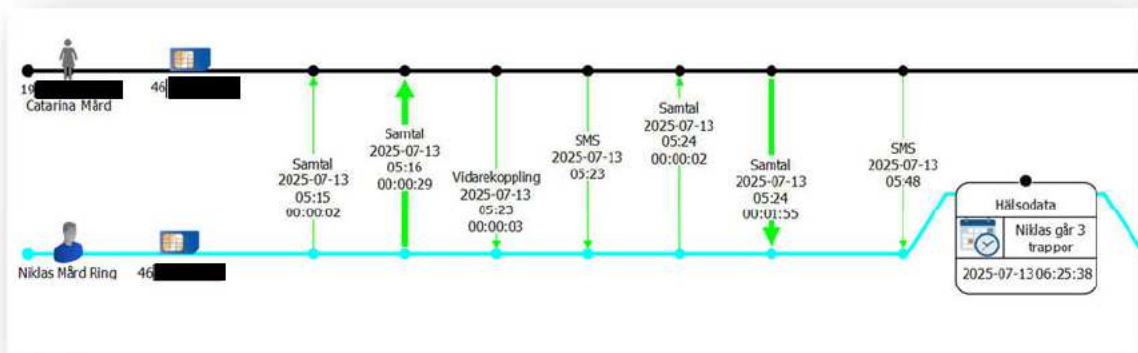 19
Catarina Mård
46
Samtal
2025-07-13
05:15
00:00:02
Samtal
2025-07-13
05:16
00:00:29
Vidarekoppling
2025-07-13
05:23
00:00:03
SMS
2025-07-13
05:23
Samtal
2025-07-13
05:24
00:00:02
Samtal
2025-07-13
05:24
00:01:55
SMS
2025-07-13
05:48
Hälsodata
Niklas går 3
trappor
2025-07-13 06:25:38
Niklas Mård Ring
46